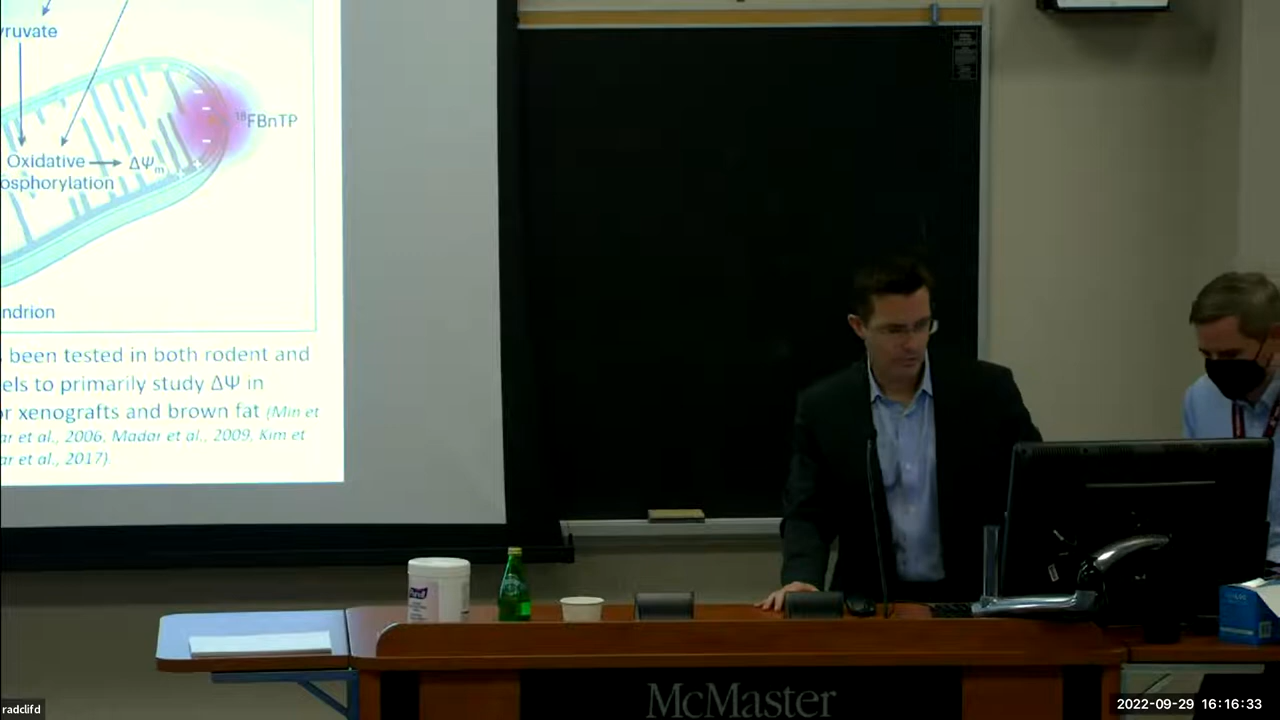 yruvate
18FBnTP
Oxidative
ΔΨm
osphorylation
ndrion
been tested in both rodent and
els to primarily study ΔΨ in
or xenografts and brown fat (Min et
ar et al., 2006, Madar et al., 2009, Kim et
ar et al., 2017).
Purell
McMaster
radclifd
2022-09-29 16:16:33